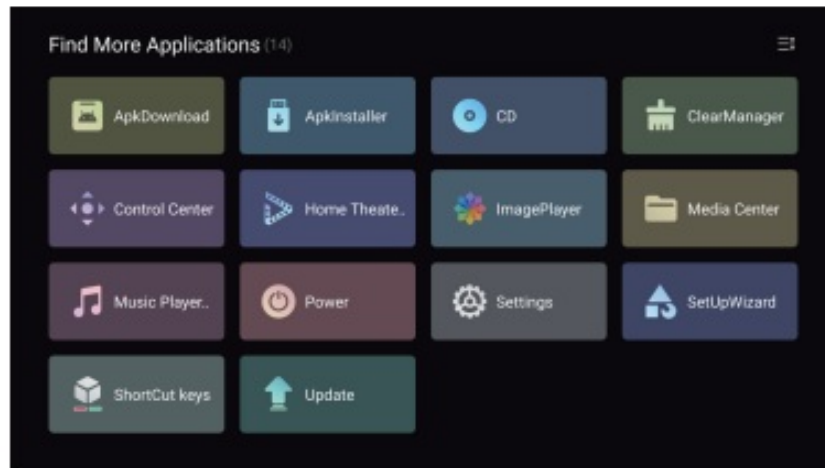 Find More Applications (14)
ApkDownload
ApkInstaller
CD
ClearManager
Control Center
Home Theate..
ImagePlayer
Media Center
Music Player..
Power
Settings
SetUpWizard
ShortCut keys
Update